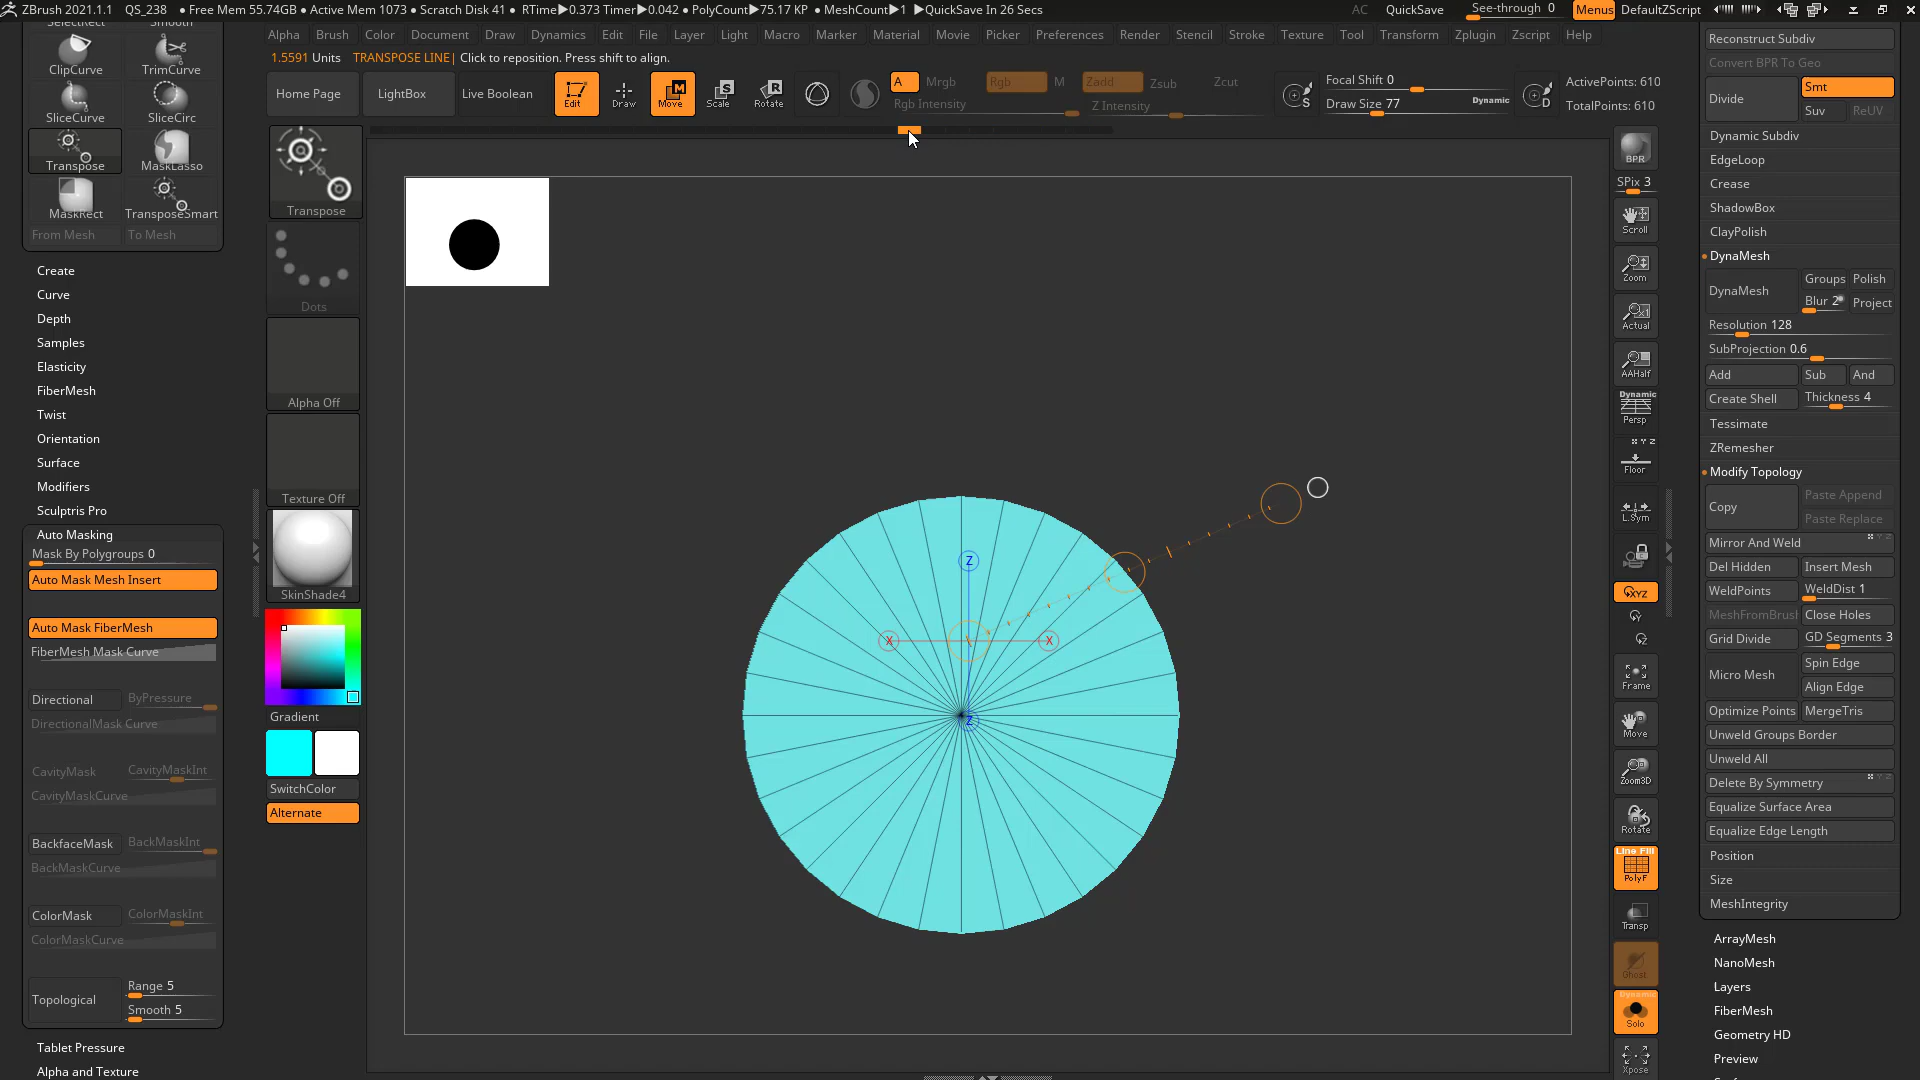 ZBrush 2021.1.1 QS_238 • Free Mem 55.74GB • Active Mem 1073 • Scratch Disk 41 • RTime▶0.373 Timer▶0.042 • PolyCount▶75.17 KP • MeshCount▶1 ▶QuickSave In 26 Secs AC QuickSave See-through 0 Menus DefaultZScript
Alpha Brush Color Document Draw Dynamics Edit File Layer Light Macro Marker Material Movie Picker Preferences Render Stencil Stroke Texture Tool Transform Zplugin Zscript Help
1.5591 Units TRANSPOSE LINE| Click to reposition. Press shift to align.
Home Page LightBox Live Boolean Edit Draw Move Scale Rotate A Mrgb Rgb M Zadd Zsub Zcut Focal Shift 0 ActivePoints: 610
Rgb Intensity Z Intensity S Draw Size 77 Dynamic D TotalPoints: 610
SelectRect Smooth
ClipCurve TrimCurve
SliceCurve SliceCirc
Transpose MaskLasso
MaskRect TransposeSmart
From Mesh To Mesh
Create
Curve
Depth
Samples
Elasticity
FiberMesh
Twist
Orientation
Surface
Modifiers
Sculptris Pro
Auto Masking
Mask By Polygroups 0
Auto Mask Mesh Insert
Auto Mask FiberMesh
FiberMesh Mask Curve
Directional ByPressure
DirectionalMask Curve
CavityMask CavityMaskInt
CavityMaskCurve
BackfaceMask BackMaskInt
BackMaskCurve
ColorMask ColorMaskInt
ColorMaskCurve
Topological Range 5
Smooth 5
Tablet Pressure
Alpha and Texture
Transpose
Dots
Alpha Off
Texture Off
SkinShade4
Gradient
SwitchColor
Alternate
Z
X X
Z
BPR
SPix 3
Scroll
Zoom
Actual
AAHalf
Dynamic
Persp
X Y Z
Floor
L.Sym
XYZ
Y
Z
Frame
Move
Zoom3D
Rotate
Line Fill
PolyF
Transp
Ghost
Dynamic
Solo
Xpose
Reconstruct Subdiv
Convert BPR To Geo
Divide Smt
Suv ReUV
Dynamic Subdiv
EdgeLoop
Crease
ShadowBox
ClayPolish
DynaMesh
DynaMesh Groups Polish
Blur 2 Project
Resolution 128
SubProjection 0.6
Add Sub And
Create Shell Thickness 4
Tessimate
ZRemesher
Modify Topology
Copy Paste Append
Paste Replace
Mirror And Weld
Del Hidden Insert Mesh
WeldPoints WeldDist 1
MeshFromBrush Close Holes
Grid Divide GD Segments 3
Micro Mesh Spin Edge
Align Edge
Optimize Points MergeTris
Unweld Groups Border
Unweld All
Delete By Symmetry
Equalize Surface Area
Equalize Edge Length
Position
Size
MeshIntegrity
ArrayMesh
NanoMesh
Layers
FiberMesh
Geometry HD
Preview